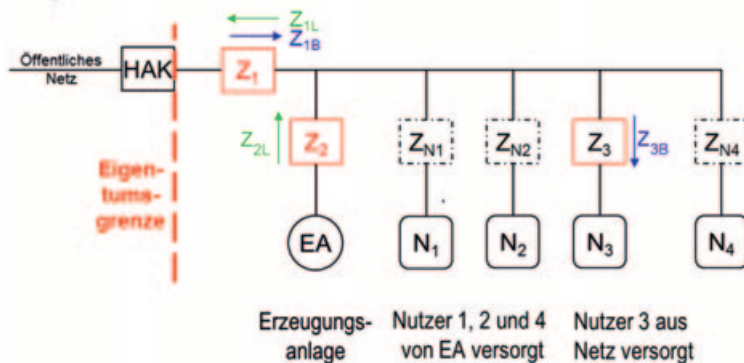 Z1L
Z1B
Öffentliches
Netz
HAK
Z1
Z2L
Z2
ZN1
ZN2
Z3
Z3B
ZN4
Eigen-
tums-
grenze
EA
N1
N2
N3
N4
Erzeugungs-
anlage
Nutzer 1, 2 und 4
von EA versorgt
Nutzer 3 aus
Netz versorgt